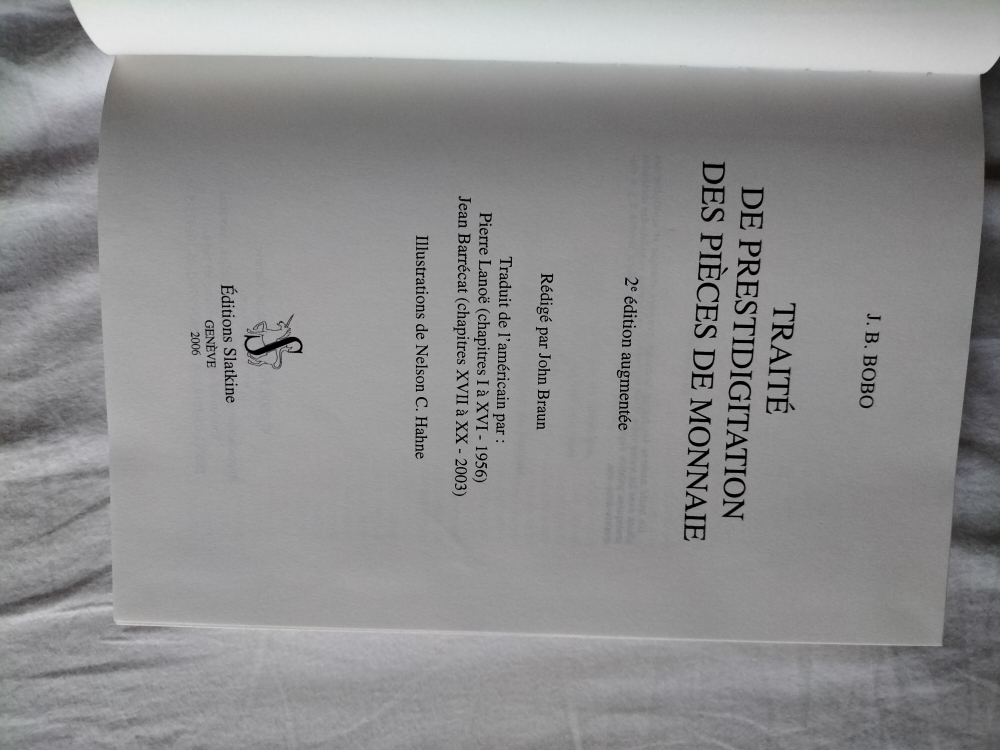 J. B. BOBO
TRAITÉ
DE PRESTIDIGITATION
DES PIÈCES DE MONNAIE
2e édition augmentée
Rédigé par John Braun
Traduit de l'américain par :
Pierre Lanoë (chapitres I à XVI - 1956)
Jean Barrécat (chapitres XVII à XX - 2003)
Illustrations de Nelson C. Hahne
S
Éditions Slatkine
GENÈVE
2006